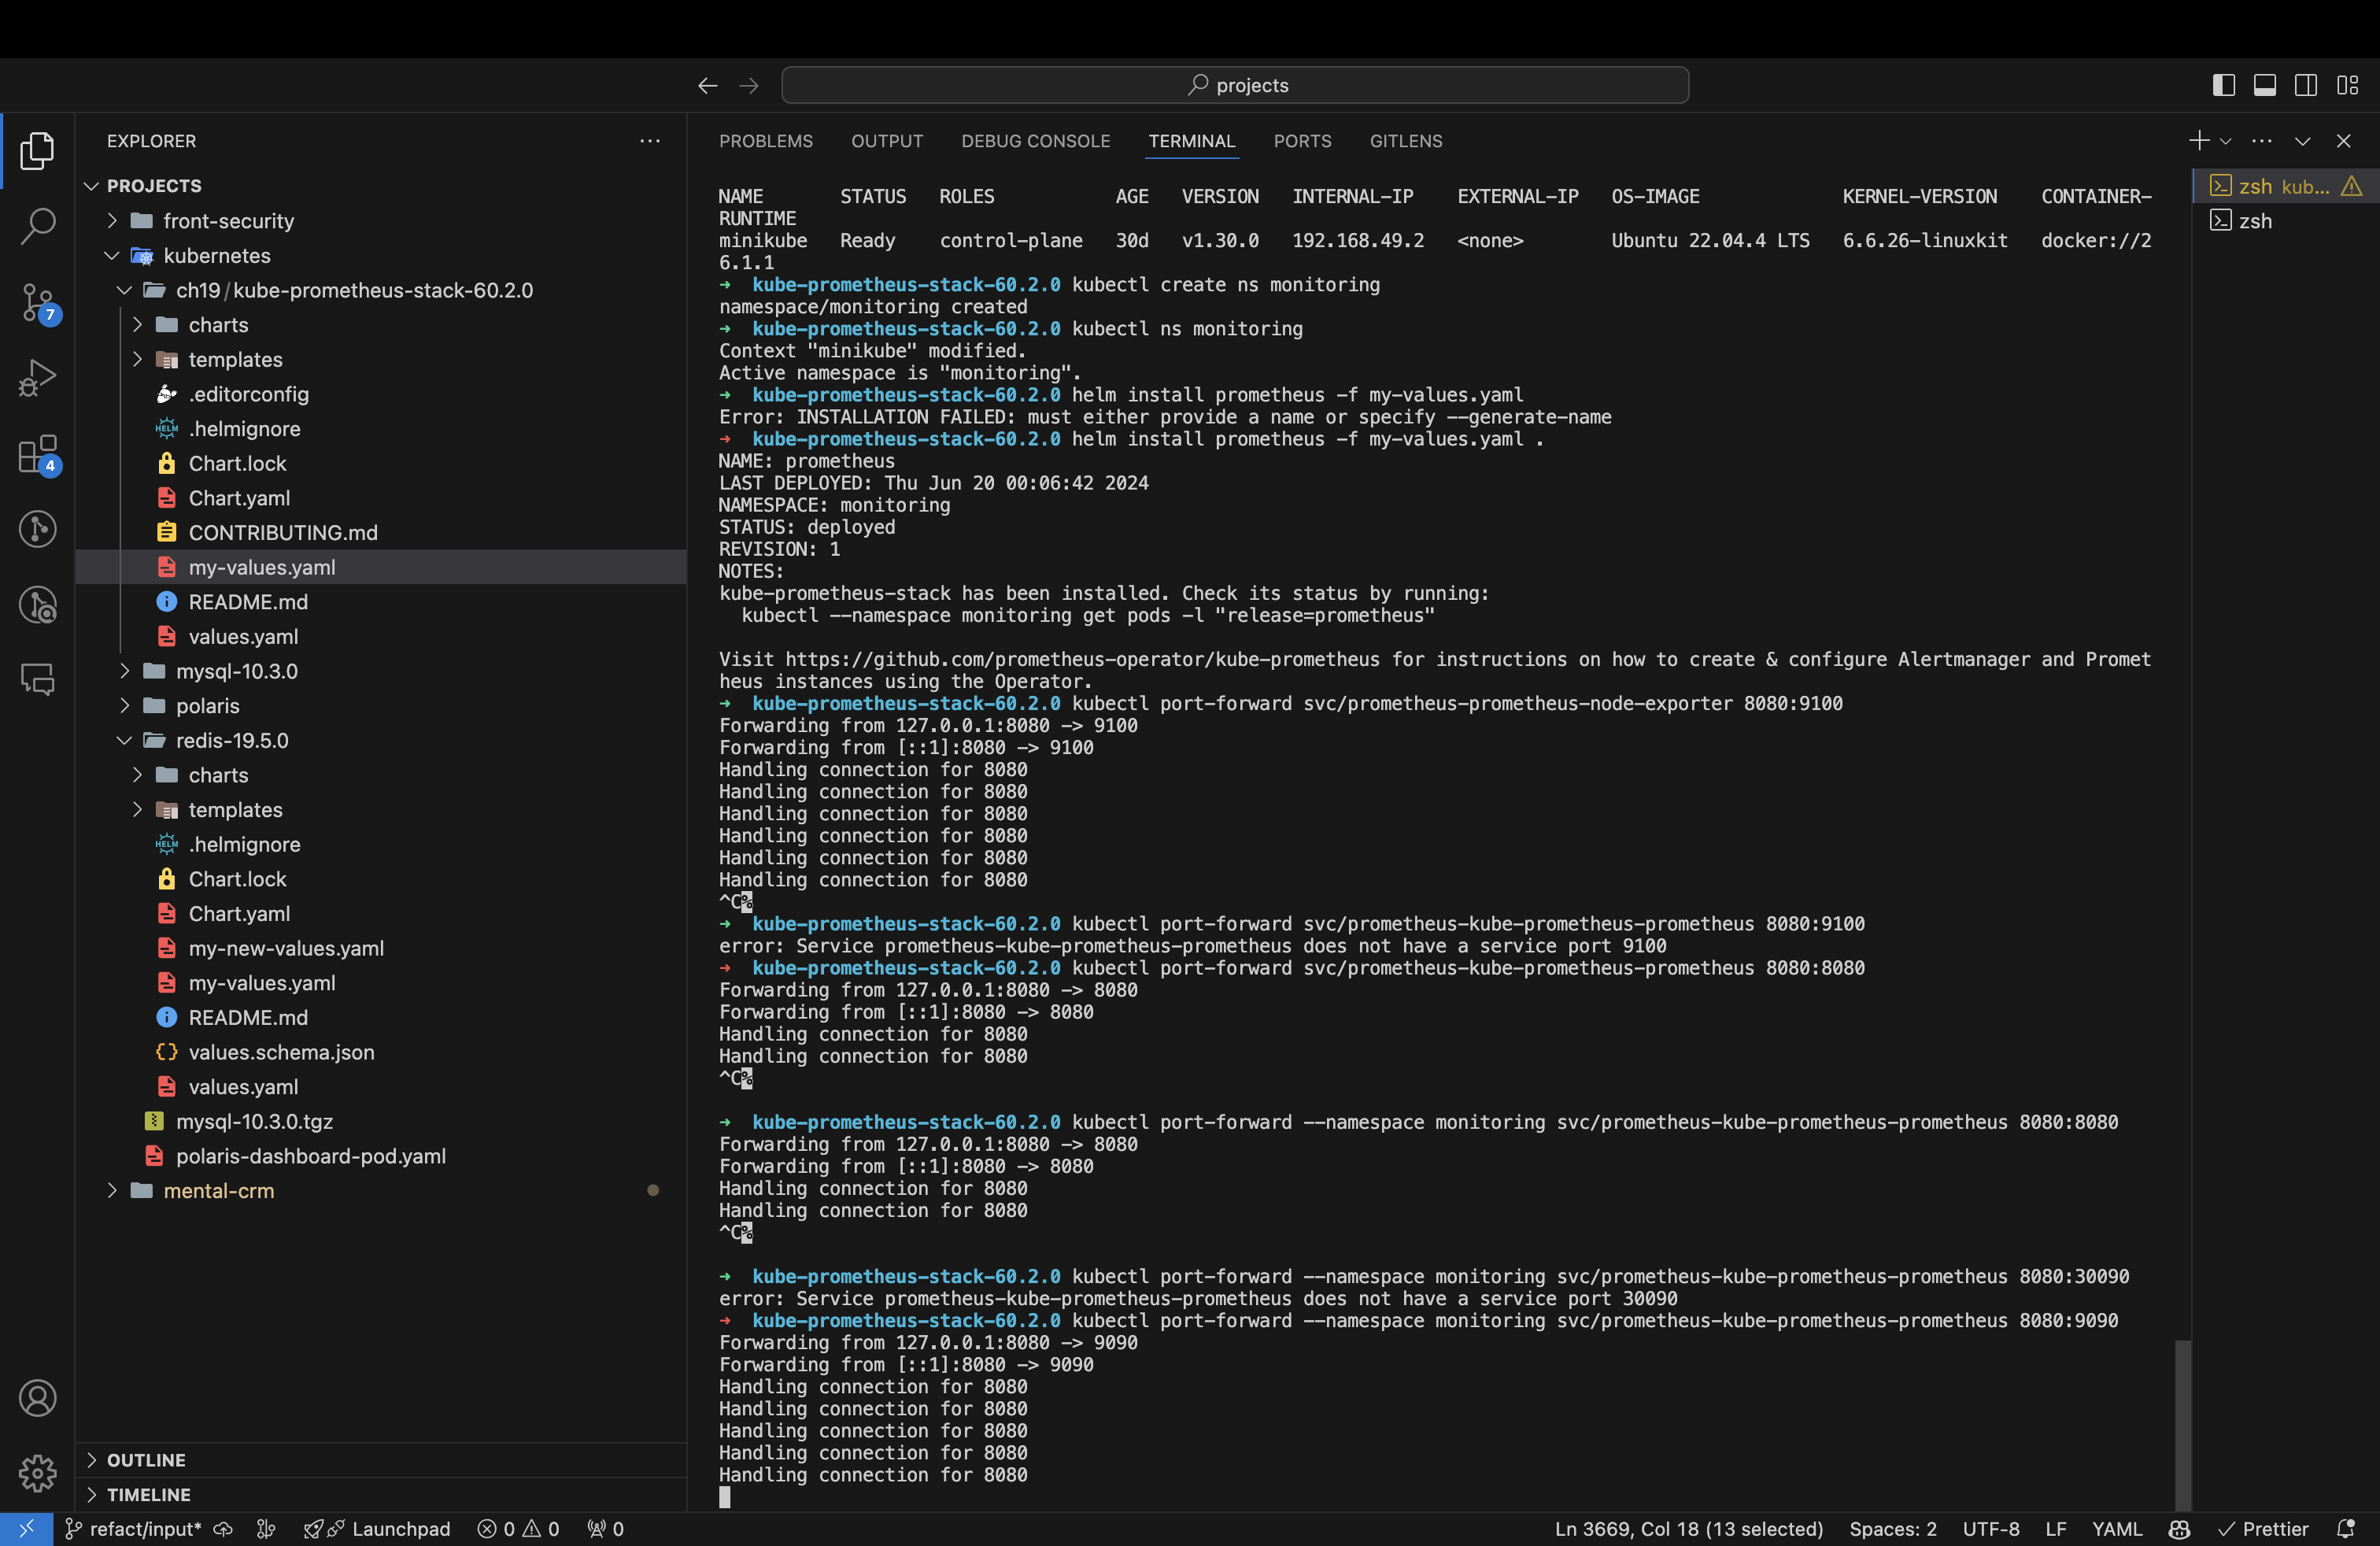 projects
EXPLORER
PROJECTS
front-security
kubernetes
ch19/kube-prometheus-stack-60.2.0
charts
templates
.editorconfig
.helmignore
Chart.lock
Chart.yaml
CONTRIBUTING.md
my-values.yaml
README.md
values.yaml
mysql-10.3.0
polaris
redis-19.5.0
charts
templates
.helmignore
Chart.lock
Chart.yaml
my-new-values.yaml
my-values.yaml
README.md
values.schema.json
values.yaml
mysql-10.3.0.tgz
polaris-dashboard-pod.yaml
mental-crm
OUTLINE
TIMELINE
7
4
HELM
HELM
PROBLEMS OUTPUT DEBUG CONSOLE TERMINAL PORTS GITLENS
NAME STATUS ROLES AGE VERSION INTERNAL-IP EXTERNAL-IP OS-IMAGE KERNEL-VERSION CONTAINER-
RUNTIME
minikube Ready control-plane 30d v1.30.0 192.168.49.2 <none> Ubuntu 22.04.4 LTS 6.6.26-linuxkit docker://2
6.1.1
➜ kube-prometheus-stack-60.2.0 kubectl create ns monitoring
namespace/monitoring created
➜ kube-prometheus-stack-60.2.0 kubectl ns monitoring
Context "minikube" modified.
Active namespace is "monitoring".
➜ kube-prometheus-stack-60.2.0 helm install prometheus -f my-values.yaml
Error: INSTALLATION FAILED: must either provide a name or specify --generate-name
➜ kube-prometheus-stack-60.2.0 helm install prometheus -f my-values.yaml .
NAME: prometheus
LAST DEPLOYED: Thu Jun 20 00:06:42 2024
NAMESPACE: monitoring
STATUS: deployed
REVISION: 1
NOTES:
kube-prometheus-stack has been installed. Check its status by running:
kubectl --namespace monitoring get pods -l "release=prometheus"
Visit https://github.com/prometheus-operator/kube-prometheus for instructions on how to create & configure Alertmanager and Promet
heus instances using the Operator.
➜ kube-prometheus-stack-60.2.0 kubectl port-forward svc/prometheus-prometheus-node-exporter 8080:9100
Forwarding from 127.0.0.1:8080 -> 9100
Forwarding from [::1]:8080 -> 9100
Handling connection for 8080
Handling connection for 8080
Handling connection for 8080
Handling connection for 8080
Handling connection for 8080
Handling connection for 8080
^C%
➜ kube-prometheus-stack-60.2.0 kubectl port-forward svc/prometheus-kube-prometheus-prometheus 8080:9100
error: Service prometheus-kube-prometheus-prometheus does not have a service port 9100
➜ kube-prometheus-stack-60.2.0 kubectl port-forward svc/prometheus-kube-prometheus-prometheus 8080:8080
Forwarding from 127.0.0.1:8080 -> 8080
Forwarding from [::1]:8080 -> 8080
Handling connection for 8080
Handling connection for 8080
^C%
➜ kube-prometheus-stack-60.2.0 kubectl port-forward --namespace monitoring svc/prometheus-kube-prometheus-prometheus 8080:8080
Forwarding from 127.0.0.1:8080 -> 8080
Forwarding from [::1]:8080 -> 8080
Handling connection for 8080
Handling connection for 8080
^C%
➜ kube-prometheus-stack-60.2.0 kubectl port-forward --namespace monitoring svc/prometheus-kube-prometheus-prometheus 8080:30090
error: Service prometheus-kube-prometheus-prometheus does not have a service port 30090
➜ kube-prometheus-stack-60.2.0 kubectl port-forward --namespace monitoring svc/prometheus-kube-prometheus-prometheus 8080:9090
Forwarding from 127.0.0.1:8080 -> 9090
Forwarding from [::1]:8080 -> 9090
Handling connection for 8080
Handling connection for 8080
Handling connection for 8080
Handling connection for 8080
Handling connection for 8080
zsh kub...
zsh
refact/input* Launchpad 0 0 0 Ln 3669, Col 18 (13 selected) Spaces: 2 UTF-8 LF YAML Prettier